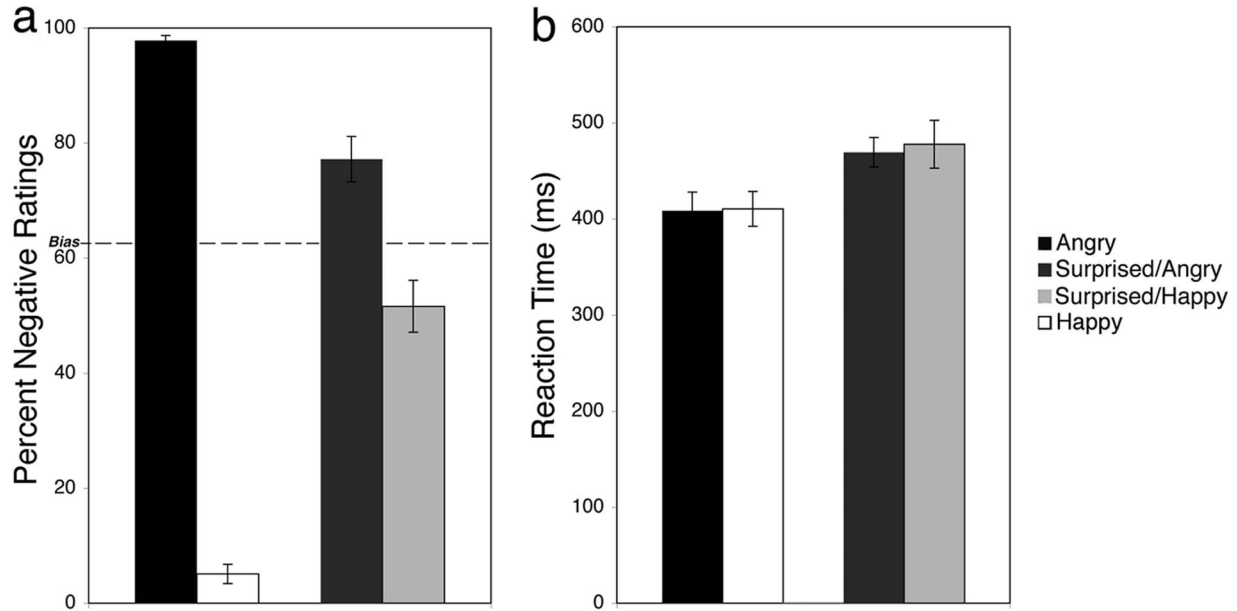 a
Percent Negative Ratings
100
80
Bias
60
40
20
0
b
Reaction Time (ms)
600
500
400
300
200
100
0
Angry
Surprised/Angry
Surprised/Happy
Happy